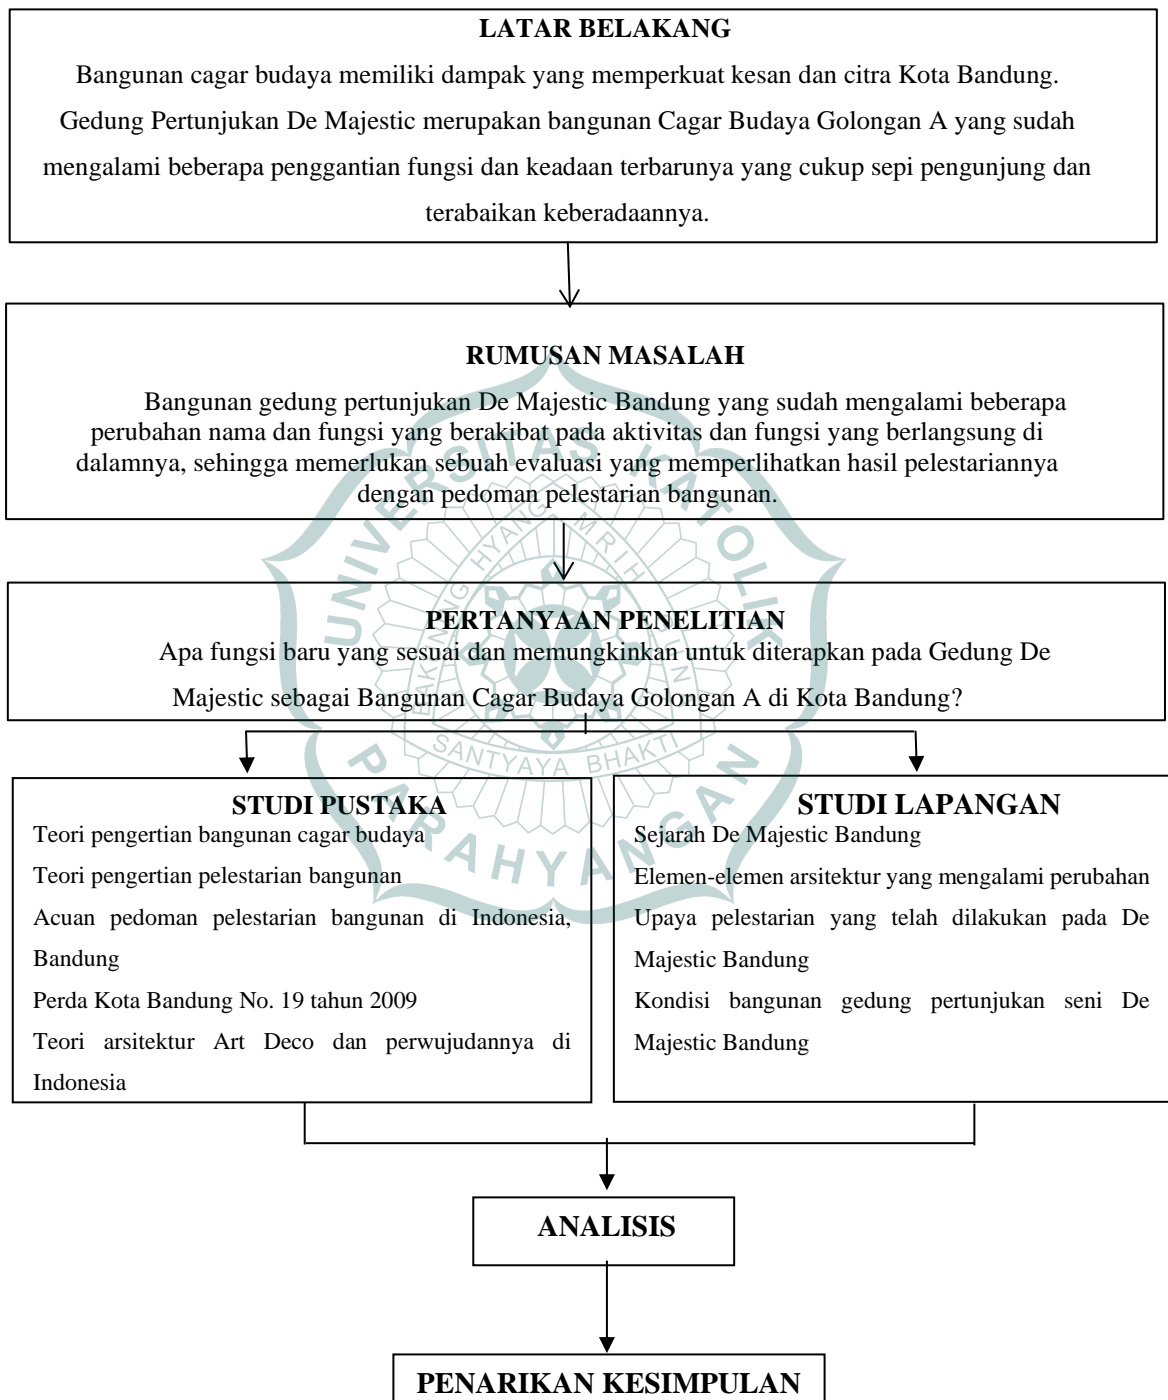 LATAR BELAKANG
Bangunan cagar budaya memiliki dampak yang memperkuat kesan dan citra Kota Bandung.
Gedung Pertunjukan De Majestic merupakan bangunan Cagar Budaya Golongan A yang sudah
mengalami beberapa penggantian fungsi dan keadaan terbarunya yang cukup sepi pengunjung dan
terabaikan keberadaannya.
RUMUSAN MASALAH
Bangunan gedung pertunjukan De Majestic Bandung yang sudah mengalami beberapa
perubahan nama dan fungsi yang berakibat pada aktivitas dan fungsi yang berlangsung di
dalamnya, sehingga memerlukan sebuah evaluasi yang memperlihatkan hasil pelestariannya
dengan pedoman pelestarian bangunan.
PERTANYAAN PENELITIAN
Apa fungsi baru yang sesuai dan memungkinkan untuk diterapkan pada Gedung De
Majestic sebagai Bangunan Cagar Budaya Golongan A di Kota Bandung?
STUDI PUSTAKA
Teori pengertian bangunan cagar budaya
Teori pengertian pelestarian bangunan
Acuan pedoman pelestarian bangunan di Indonesia,
Bandung
Perda Kota Bandung No. 19 tahun 2009
Teori arsitektur Art Deco dan perwujudannya di
Indonesia
STUDI LAPANGAN
Sejarah De Majestic Bandung
Elemen-elemen arsitektur yang mengalami perubahan
Upaya pelestarian yang telah dilakukan pada De
Majestic Bandung
Kondisi bangunan gedung pertunjukan seni De
Majestic Bandung
ANALISIS
PENARIKAN KESIMPULAN
UNIVERSITAS KATOLIK
PARAHYANGAN
HYANG MRIH
SANTYAYA BHAKTI